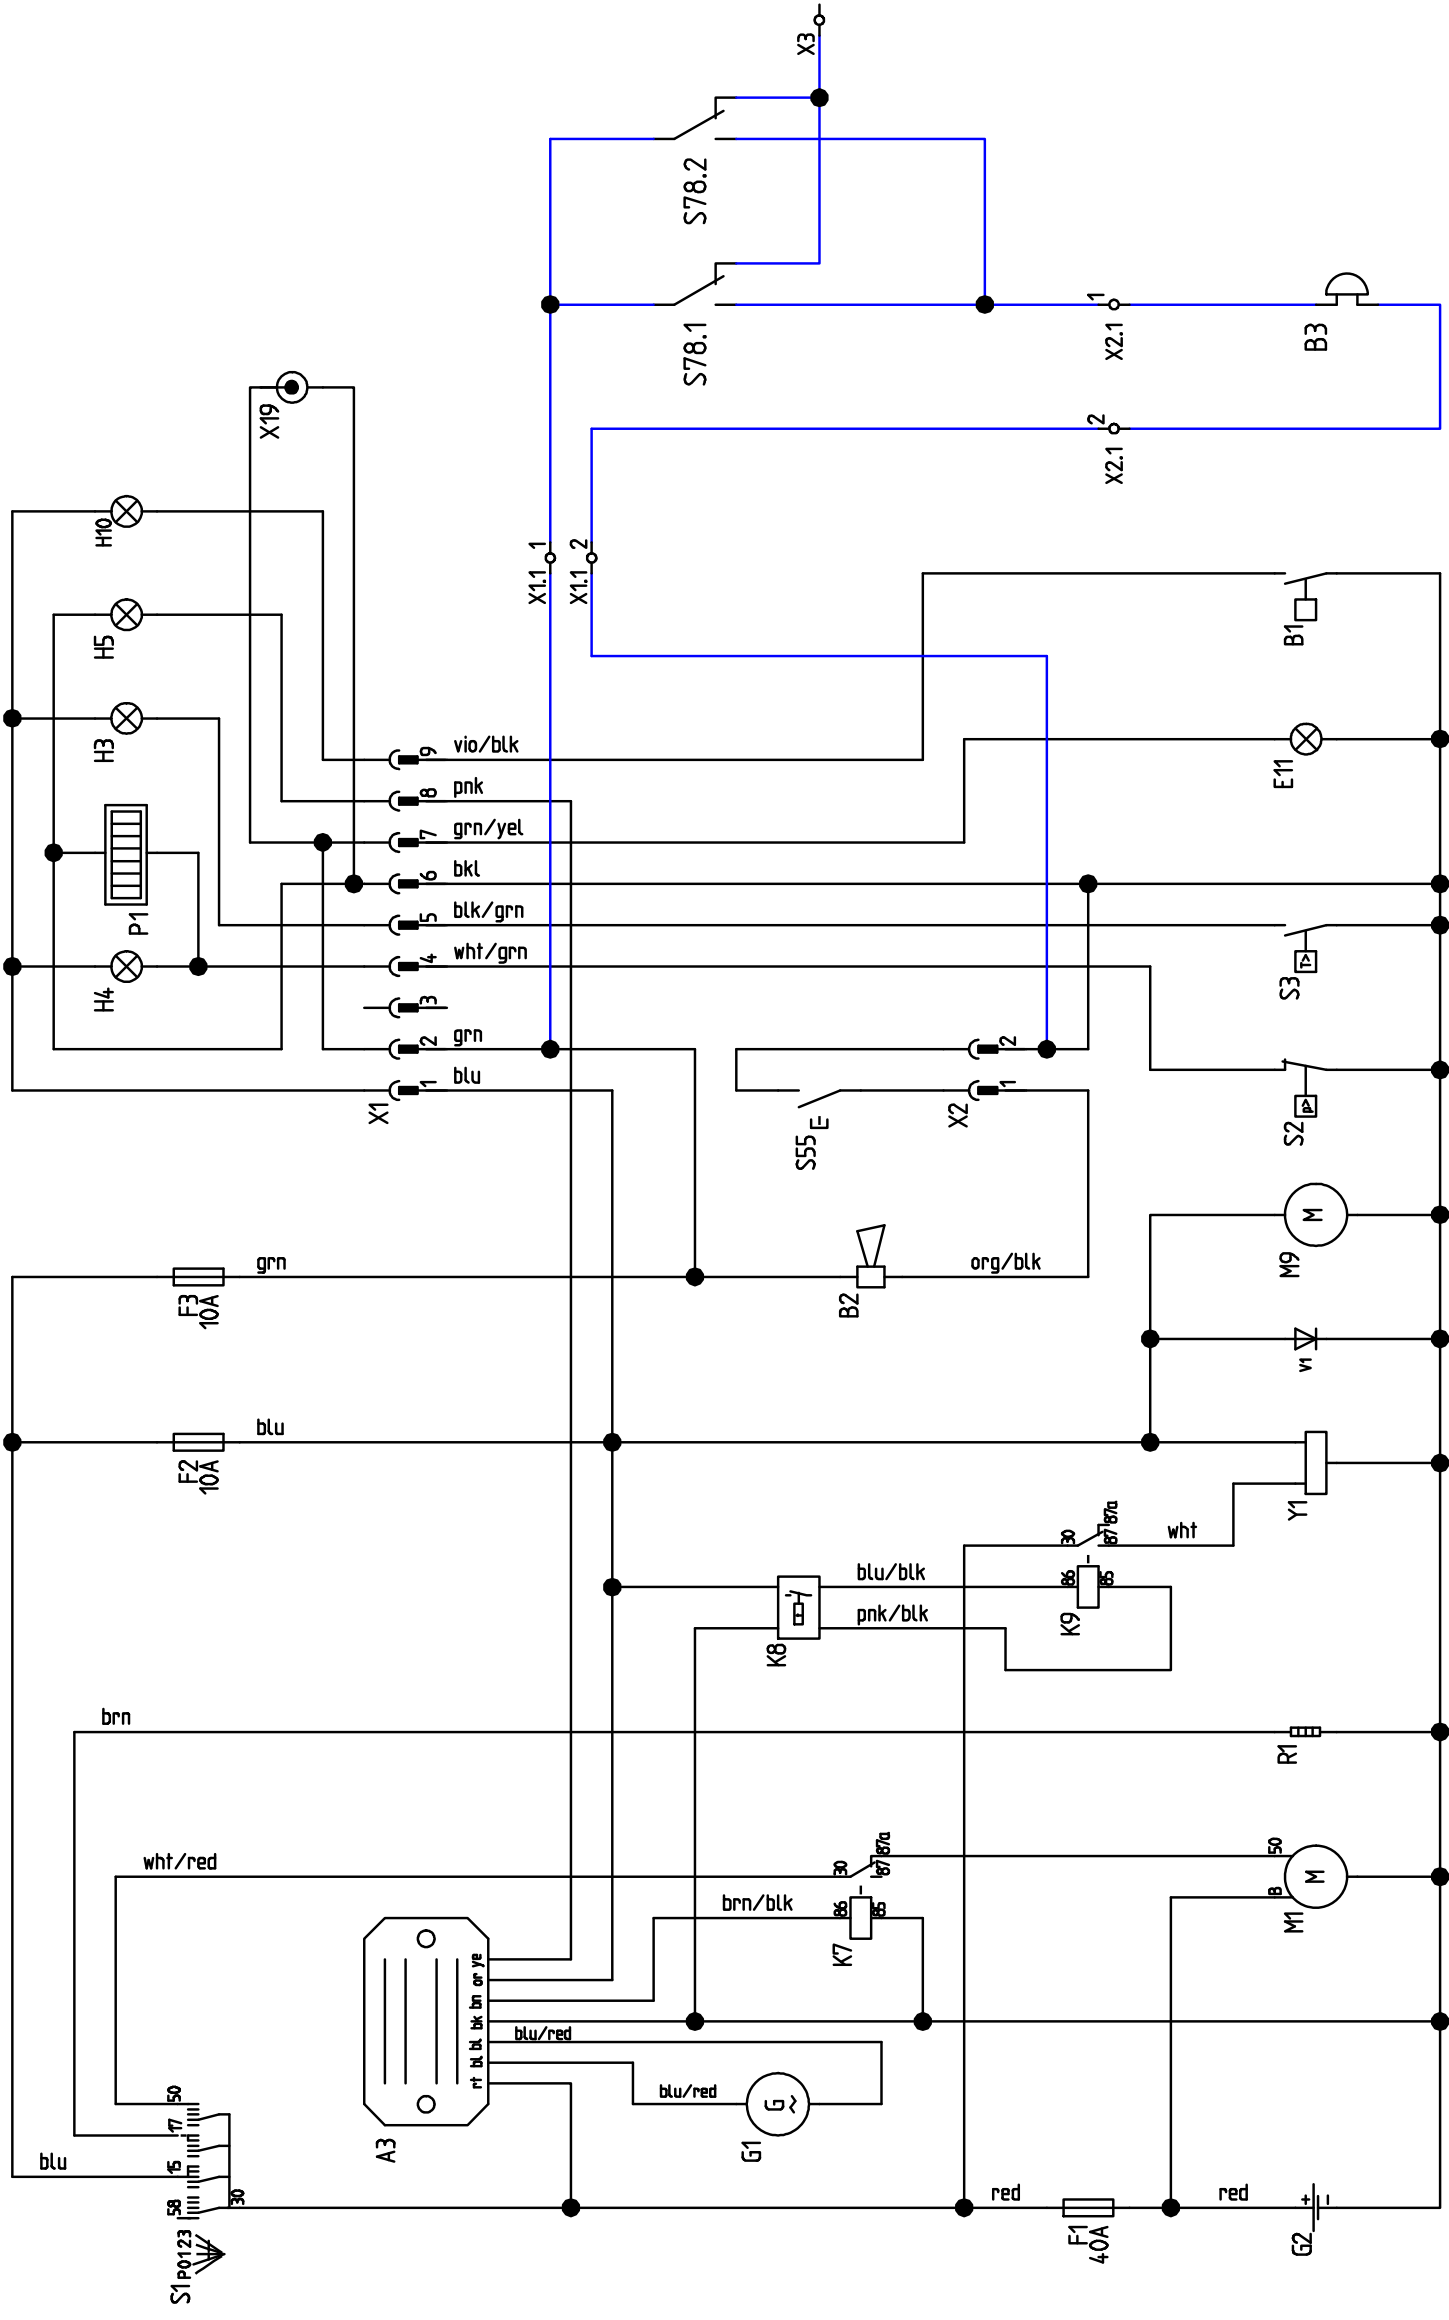 X3
S78.2
S78.1
X2.1 1
B3
X2.1 2
X19
H10
H5
H3
P1
H4
X1.1 1
X1.1 2
B1
E11
S3
T>
S2
P>
9 vio/blk
8 pnk
7 grn/yel
6 bkl
5 blk/grn
4 wht/grn
3
2 grn
1 blu
X1
2
1
X2
S55
E-
M
M9
V1
F3
10A
grn
B2
org/blk
F2
10A
blu
Y1
30
87 87a
wht
86
85
K9
K8
blu/blk
pnk/blk
brn
R1
wht/red
30
87 87a
brn/blk
86
85
K7
50
B
M
M1
A3
rt bl bl bk bn or ye
blu/red
blu/red
G
~
G1
50
17
15
58
30
blu
S1
P0123
red
F1
40A
red
+
-
G2